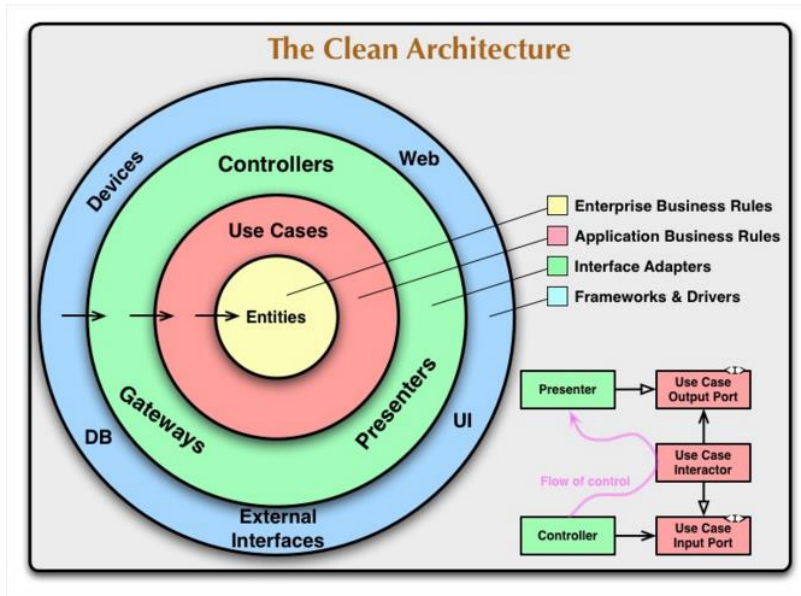 The Clean Architecture
Devices
Web
Controllers
Use Cases
Entities
Gateways
Presenters
DB
UI
External
Interfaces
Enterprise Business Rules
Application Business Rules
Interface Adapters
Frameworks & Drivers
Presenter
<I>
Use Case
Output Port
Use Case
Interactor
Flow of control
Controller
<I>
Use Case
Input Port